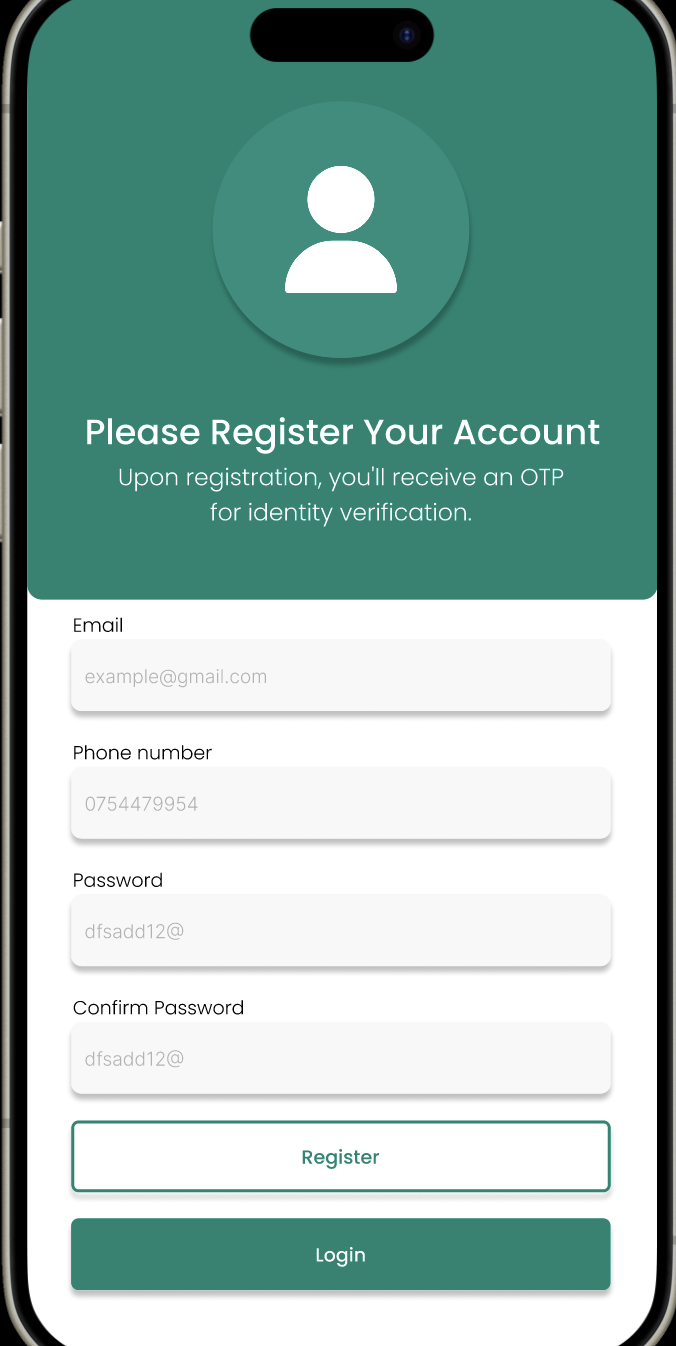 Please Register Your Account
Upon registration, you'll receive an OTP
for identity verification.
Email
example@gmail.com
Phone number
0754479954
Password
dfsadd12@
Confirm Password
dfsadd12@
Register
Login